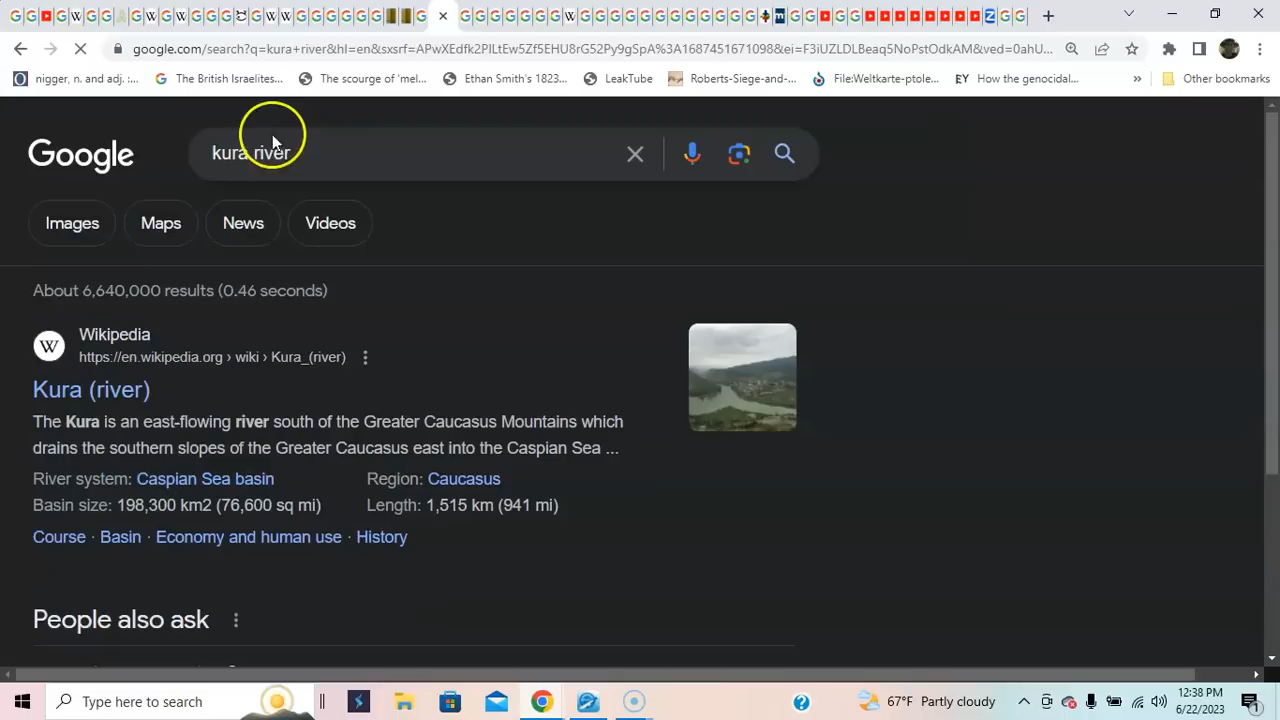 google.com/search?q=kura+river&hl=en&sxsrf=APwXEdfk2PILtEw5Zf5EHU8rG52Py9gSpA%3A1687451671098&ei=F3iUZLDLBeaq5NoPstOdkAM&ved=0ahU...
nigger, n. and adj. :...
The British Israelites...
The scourge of 'mel...
Ethan Smith's 1823...
LeakTube
Roberts-Siege-and-...
File:Weltkarte-ptole...
EY How the genocidal...
»
Other bookmarks
Google
kura river
Images
Maps
News
Videos
About 6,640,000 results (0.46 seconds)
W
Wikipedia
https://en.wikipedia.org › wiki › Kura_(river)
Kura (river)
The Kura is an east-flowing river south of the Greater Caucasus Mountains which
drains the southern slopes of the Greater Caucasus east into the Caspian Sea ...
River system: Caspian Sea basin
Region: Caucasus
Basin size: 198,300 km2 (76,600 sq mi)
Length: 1,515 km (941 mi)
Course · Basin · Economy and human use · History
People also ask
Type here to search
67°F Partly cloudy
12:38 PM
6/22/2023